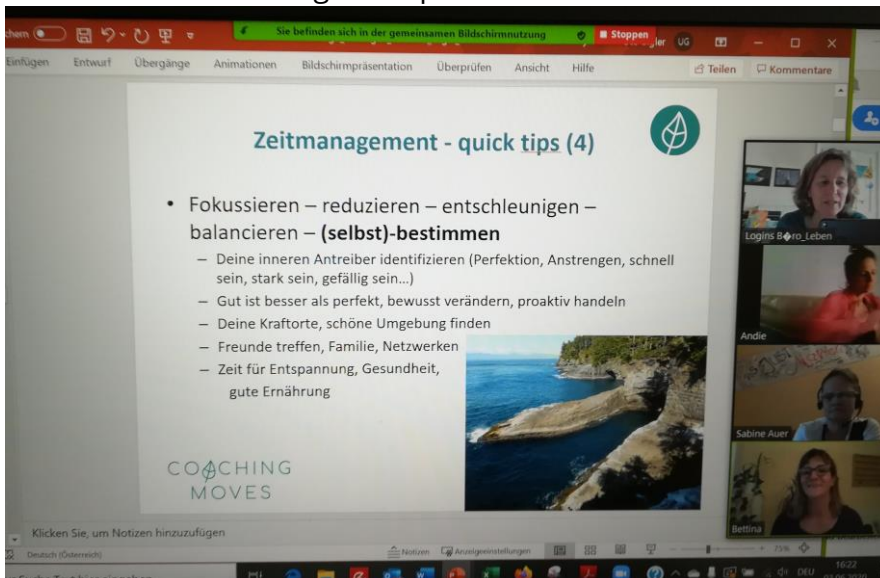 Sie befinden sich in der gemeinsamen Bildschirmnutzung
Stoppen
UG
Einfügen Entwurf Übergänge Animationen Bildschirmpräsentation Überprüfen Ansicht Hilfe
Teilen Kommentare
Zeitmanagement - quick tips (4)
• Fokussieren – reduzieren – entschleunigen –
balancieren – (selbst)-bestimmen
– Deine inneren Antreiber identifizieren (Perfektion, Anstrengen, schnell
sein, stark sein, gefällig sein...)
– Gut ist besser als perfekt, bewusst verändern, proaktiv handeln
– Deine Kraftorte, schöne Umgebung finden
– Freunde treffen, Familie, Netzwerken
– Zeit für Entspannung, Gesundheit,
gute Ernährung
COACHING
MOVES
Logins B�ro_Leben
Andie
Sabine Auer
Bettina
Klicken Sie, um Notizen hinzuzufügen
Deutsch (Österreich)
Notizen Anzeigeeinstellungen
75%
DEU
16:22